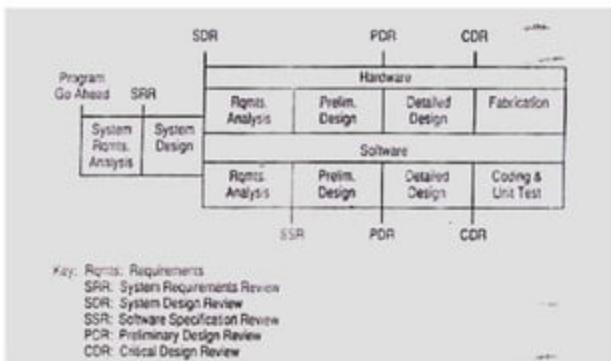 SDR PDR CDR
Program
Go Ahead SRR
Hardware
Rqmts. Analysis Prelim. Design Detailed Design Fabrication
System Rqmts. Analysis System Design
Software
Rqmts. Analysis Prelim. Design Detailed Design Coding & Unit Test
SSR PDR CDR
Key: Rqmts: Requirements
SRR: System Requirements Review
SDR: System Design Review
SSR: Software Specification Review
PDR: Preliminary Design Review
CDR: Critical Design Review